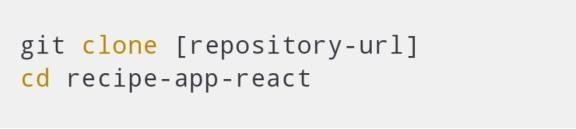 git clone [repository-url]
cd recipe-app-react